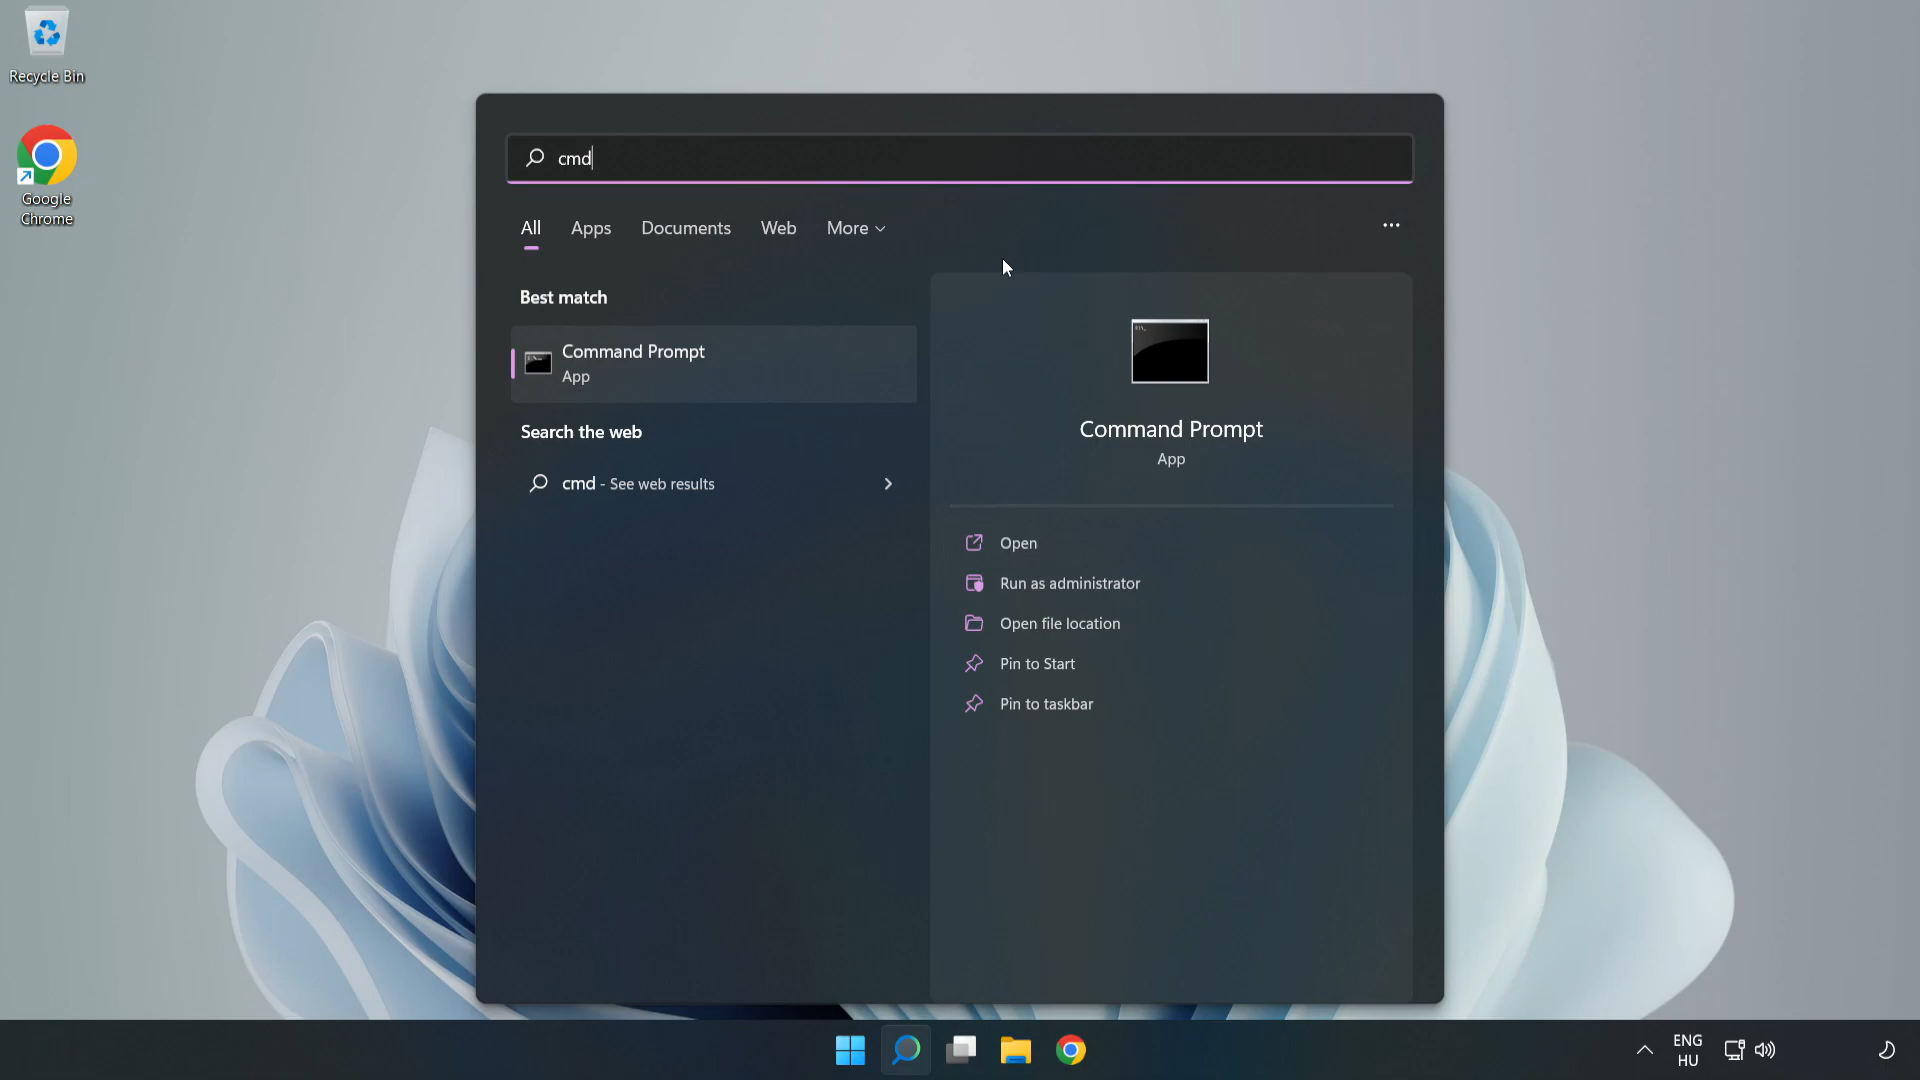 Recycle Bin
Google
Chrome
cmd
All Apps Documents Web More
Best match
Command Prompt
App
Search the web
cmd - See web results
Command Prompt
App
Open
Run as administrator
Open file location
Pin to Start
Pin to taskbar
ENG
HU